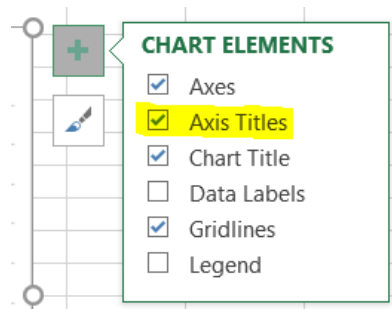 CHART ELEMENTS
Axes
Axis Titles
Chart Title
Data Labels
Gridlines
Legend